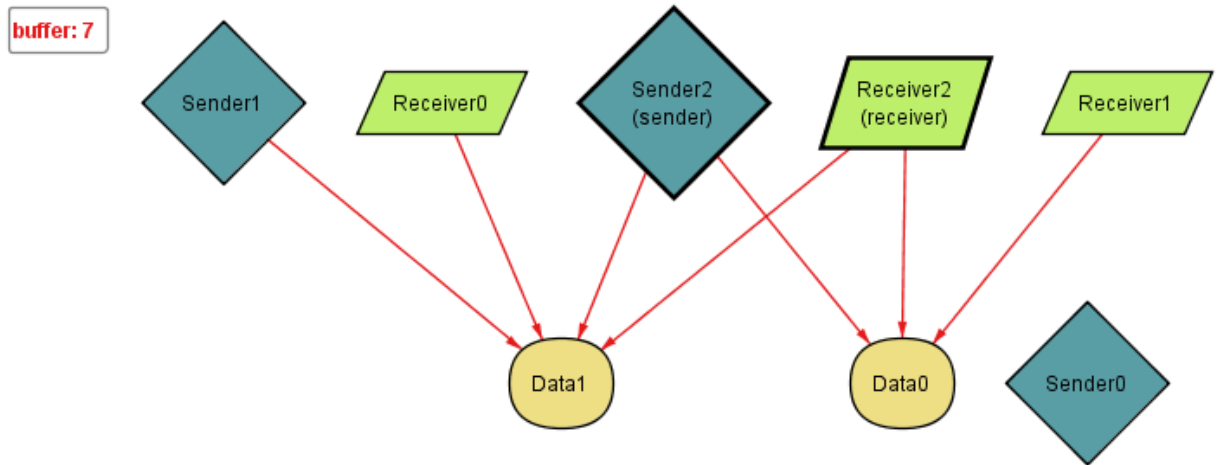 buffer: 7
Sender1
Receiver0
Sender2
(sender)
Receiver2
(receiver)
Receiver1
Data1
Data0
Sender0